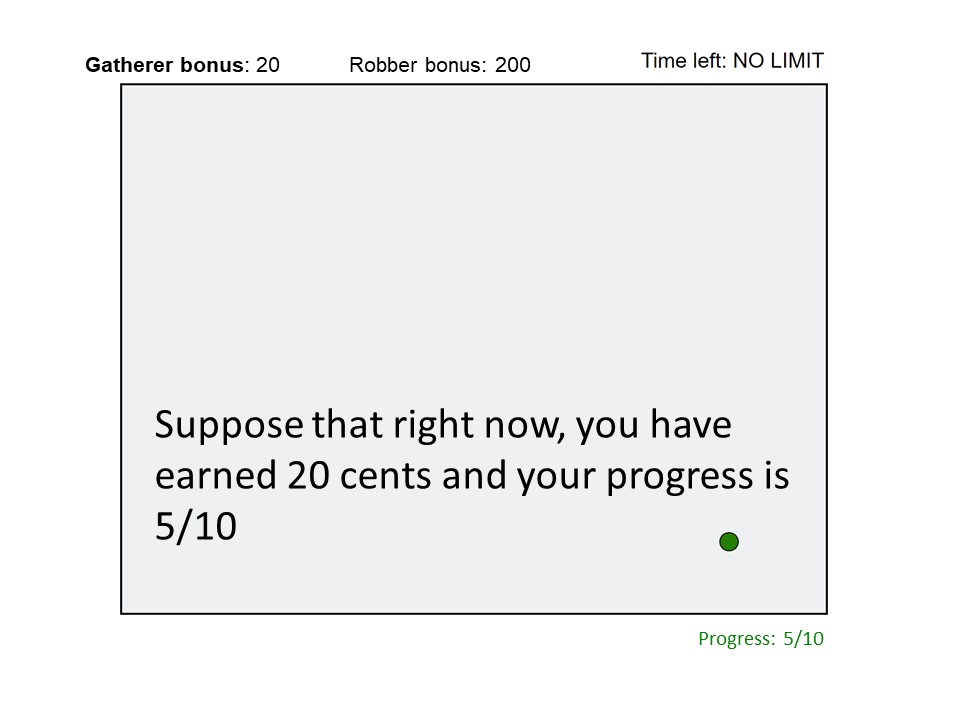 Gatherer bonus: 20 Robber bonus: 200 Time left: NO LIMIT
Suppose that right now, you have
earned 20 cents and your progress is
5/10
Progress: 5/10